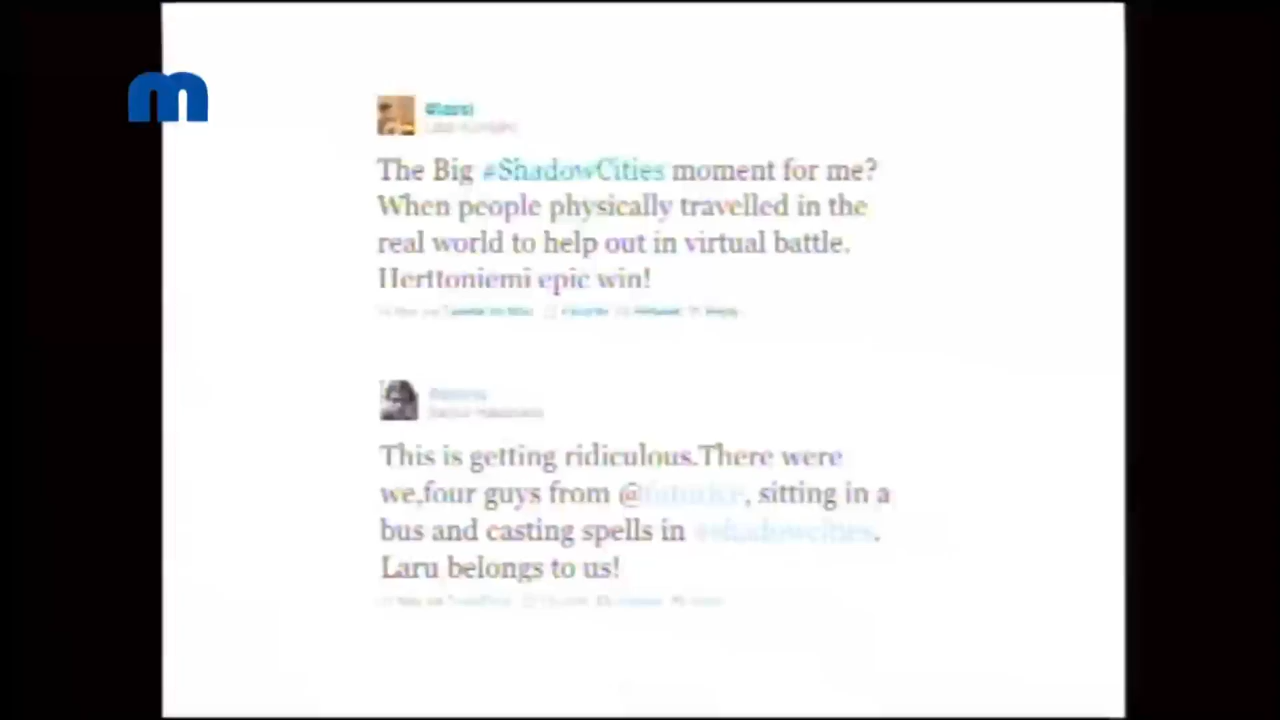 m
The Big #ShadowCities moment for me?
When people physically travelled in the
real world to help out in virtual battle.
Herttoniemi epic win!
This is getting ridiculous.There were
we,four guys from @futurice, sitting in a
bus and casting spells in #shadowcities.
Laru belongs to us!